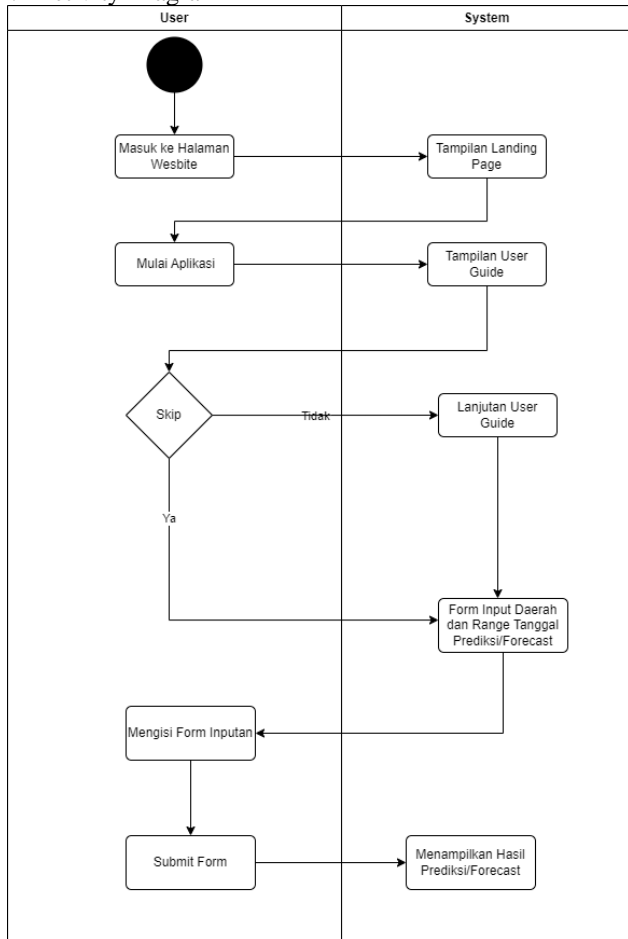 User
System
Masuk ke Halaman
Wesbite
Tampilan Landing
Page
Mulai Aplikasi
Tampilan User
Guide
Skip
Tidak
Lanjutan User
Guide
Ya
Form Input Daerah
dan Range Tanggal
Prediksi/Forecast
Mengisi Form Inputan
Submit Form
Menampilkan Hasil
Prediksi/Forecast